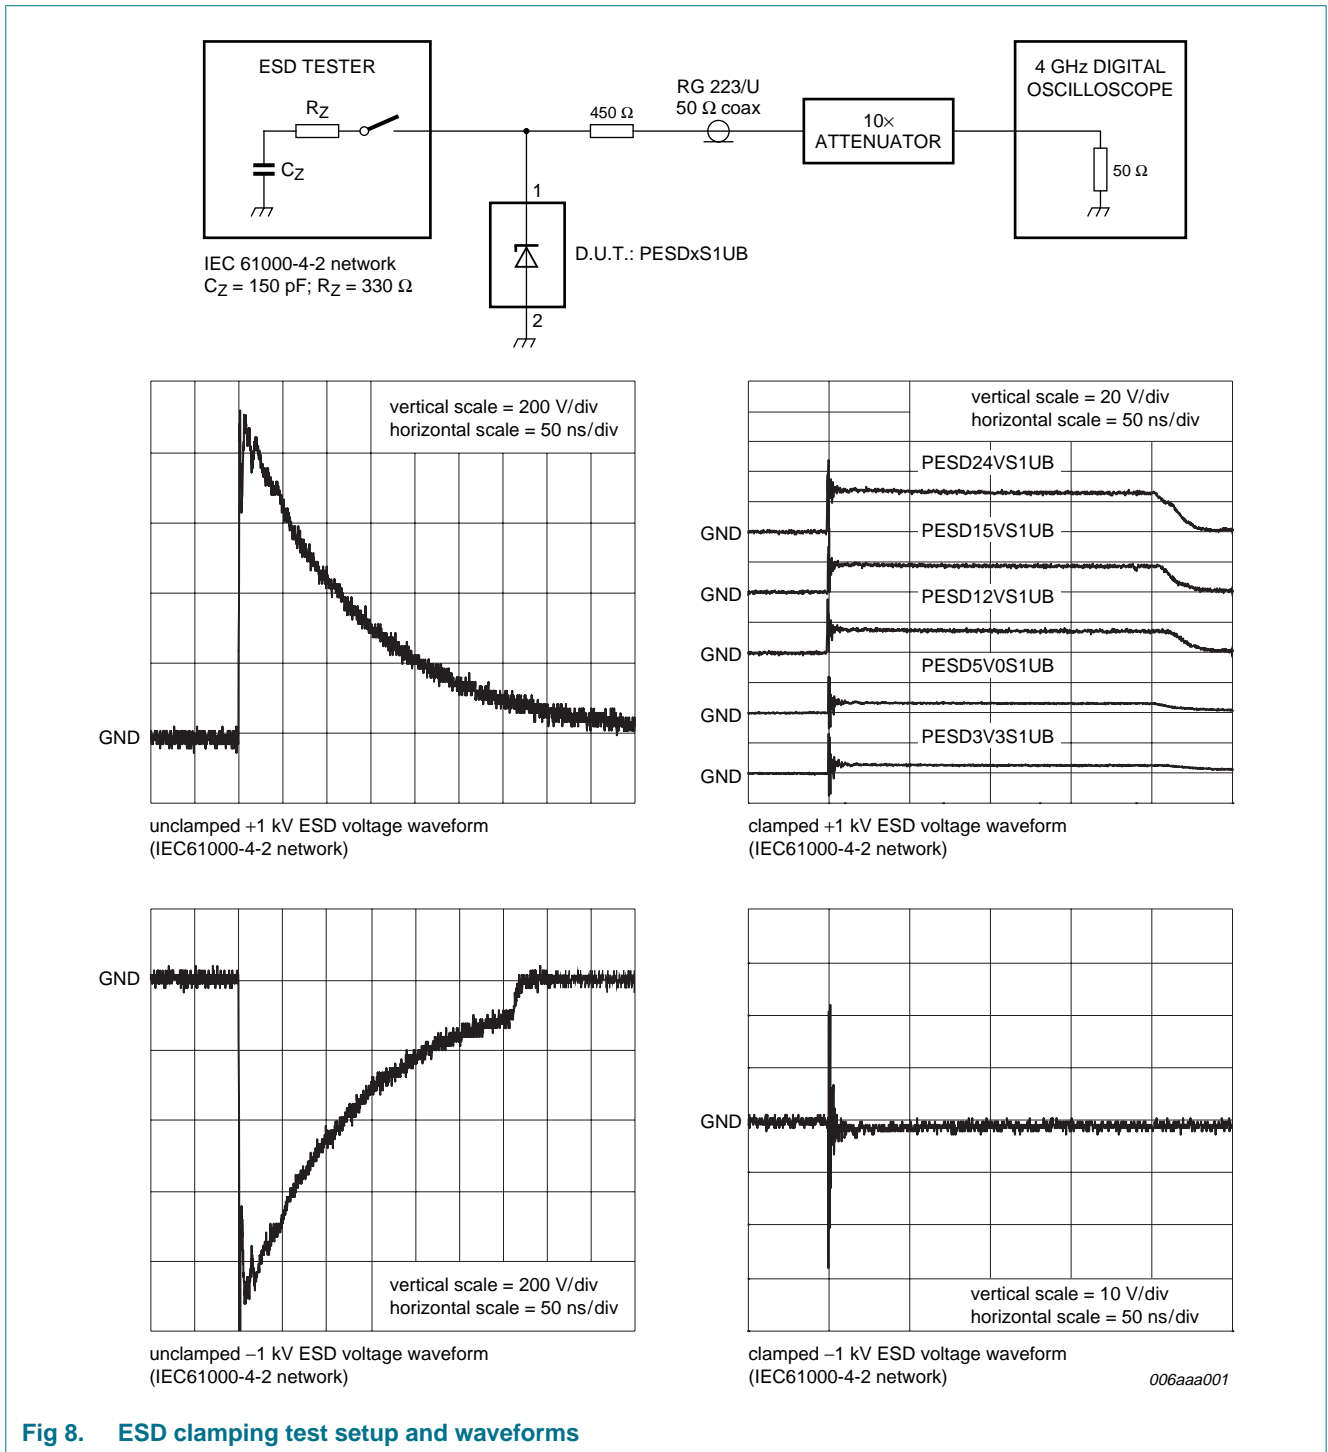 ESD TESTER
RZ
CZ
IEC 61000-4-2 network
CZ = 150 pF; RZ = 330 Ω
450 Ω
RG 223/U
50 Ω coax
10×
ATTENUATOR
4 GHz DIGITAL
OSCILLOSCOPE
50 Ω
1
D.U.T.: PESDxS1UB
2
vertical scale = 200 V/div
horizontal scale = 50 ns/div
GND
unclamped +1 kV ESD voltage waveform
(IEC61000-4-2 network)
vertical scale = 20 V/div
horizontal scale = 50 ns/div
PESD24VS1UB
GND
PESD15VS1UB
GND
PESD12VS1UB
GND
PESD5V0S1UB
GND
PESD3V3S1UB
GND
clamped +1 kV ESD voltage waveform
(IEC61000-4-2 network)
GND
vertical scale = 200 V/div
horizontal scale = 50 ns/div
unclamped −1 kV ESD voltage waveform
(IEC61000-4-2 network)
GND
vertical scale = 10 V/div
horizontal scale = 50 ns/div
clamped −1 kV ESD voltage waveform
(IEC61000-4-2 network)
006aaa001
Fig 8. ESD clamping test setup and waveforms